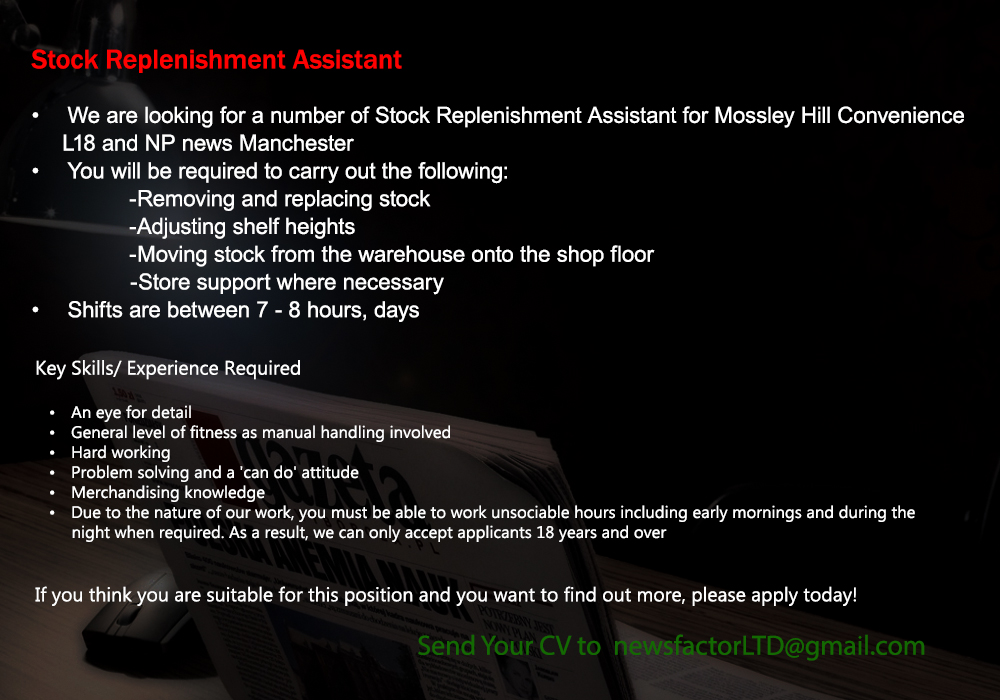 Stock Replenishment Assistant
• We are looking for a number of Stock Replenishment Assistant for Mossley Hill Convenience
L18 and NP news Manchester
• You will be required to carry out the following:
-Removing and replacing stock
-Adjusting shelf heights
-Moving stock from the warehouse onto the shop floor
-Store support where necessary
• Shifts are between 7 - 8 hours, days
Key Skills/ Experience Required
• An eye for detail
• General level of fitness as manual handling involved
• Hard working
• Problem solving and a 'can do' attitude
• Merchandising knowledge
• Due to the nature of our work, you must be able to work unsociable hours including early mornings and during the
night when required. As a result, we can only accept applicants 18 years and over
If you think you are suitable for this position and you want to find out more, please apply today!
Send Your CV to newsfactorLTD@gmail.com
gazeta
ANEMIA NAUK